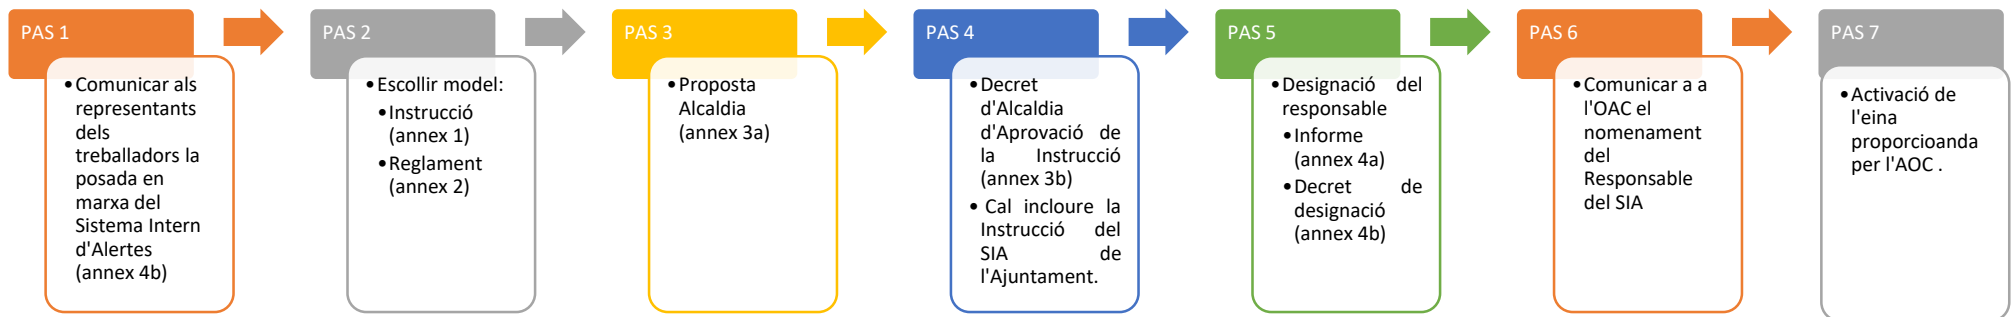 PAS 1
•Comunicar als
representants
dels
treballadors la
posada en
marxa del
Sistema Intern
d'Alertes
(annex 4b)
PAS 2
•Escollir model:
•Instrucció
(annex 1)
•Reglament
(annex 2)
PAS 3
•Proposta
Alcaldia
(annex 3a)
PAS 4
•Decret
d'Alcaldia
d'Aprovació de
la Instrucció
(annex 3b)
• Cal incloure la
Instrucció del
SIA de
l'Ajuntament.
PAS 5
•Designació del
responsable
•Informe
(annex 4a)
•Decret de
designació
(annex 4b)
PAS 6
•Comunicar a a
l'OAC el
nomenament
del
Responsable
del SIA
PAS 7
•Activació de
l'eina
proporcioanda
per l'AOC .